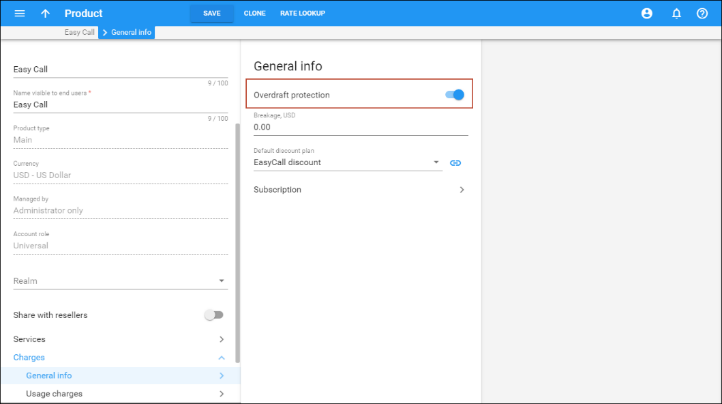 Product
SAVE
CLONE
RATE LOOKUP
Easy Call
General info
Easy Call
9 / 100
Name visible to end users *
Easy Call
9 / 100
Product type
Main
Currency
USD - US Dollar
Managed by
Administrator only
Account role
Universal
Realm
Share with resellers
Services
Charges
General info
Usage charges
General info
Overdraft protection
Breakage, USD
0.00
Default discount plan
EasyCall discount
Subscription